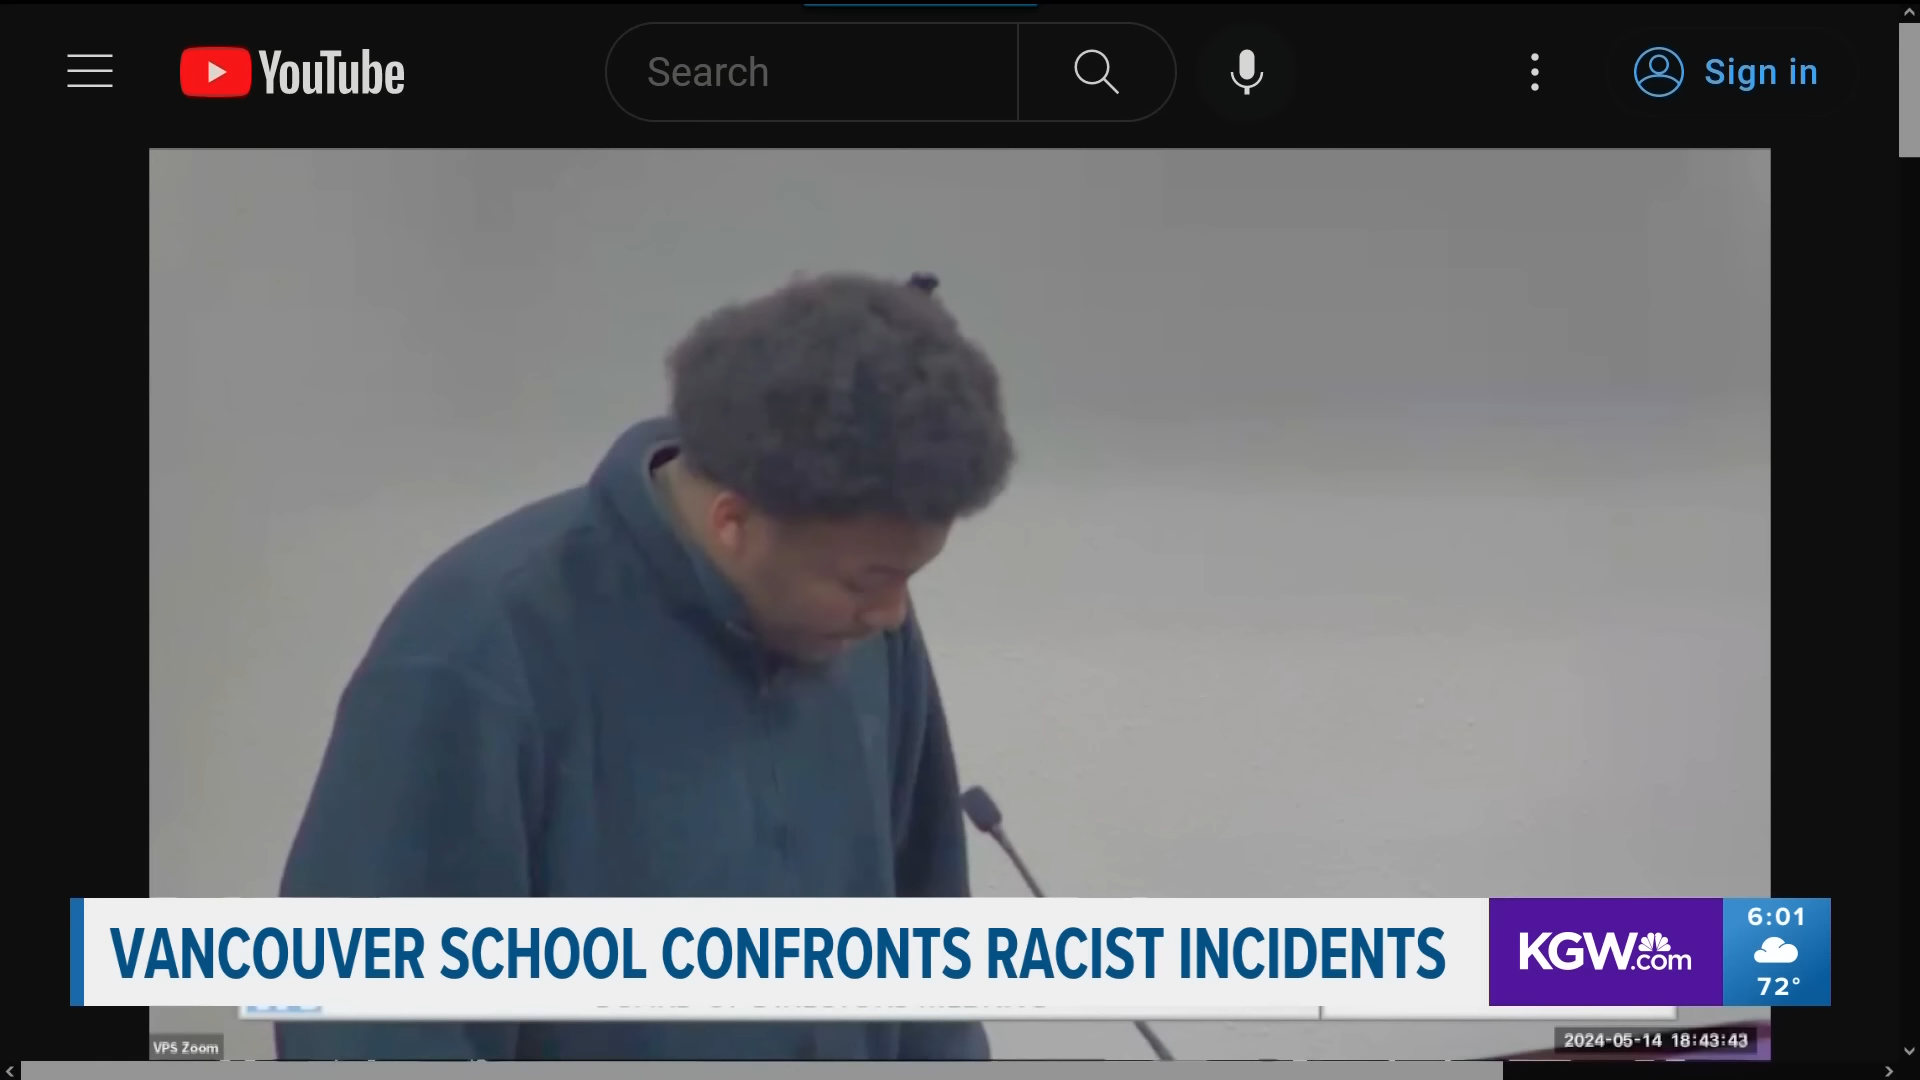 YouTube
Search
Sign in
VANCOUVER SCHOOL CONFRONTS RACIST INCIDENTS
KGW.com
6:01
72°
VPS Zoom
2024-05-14 18:43:43